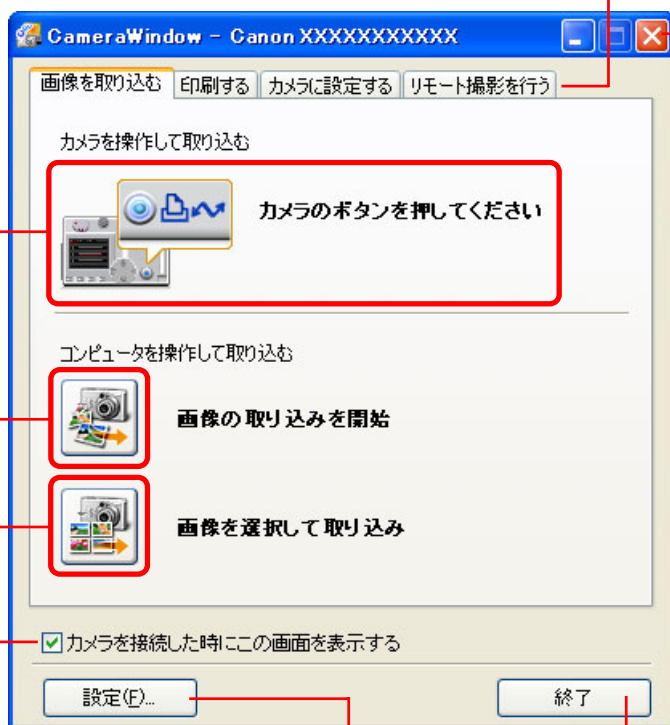 CameraWindow - Canon XXXXXXXXXXX
画像を取り込む 印刷する カメラに設定する リモート撮影を行う
カメラを操作して取り込む
カメラのボタンを押してください
コンピュータを操作して取り込む
画像の取り込みを開始
画像を選択して取り込み
カメラを接続した時にこの画面を表示する
設定(F)... 終了